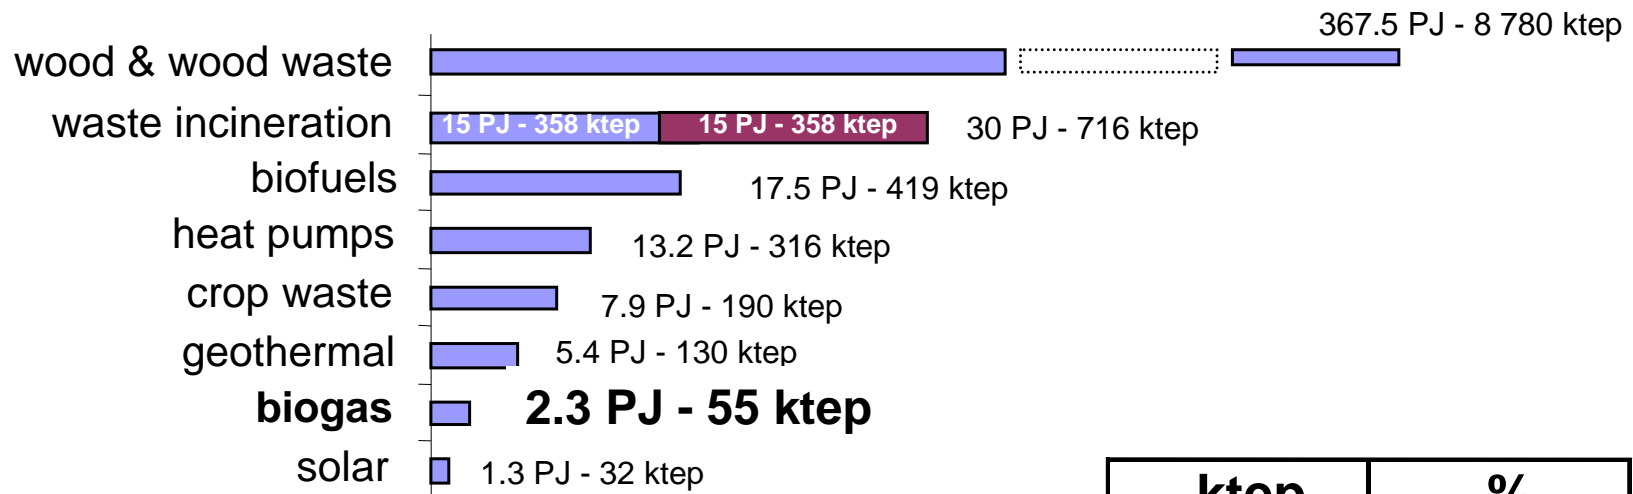 367.5 PJ - 8 780 ktep
wood & wood waste
waste incineration 15 PJ - 358 ktep 15 PJ - 358 ktep 30 PJ - 716 ktep
biofuels 17.5 PJ - 419 ktep
heat pumps 13.2 PJ - 316 ktep
crop waste 7.9 PJ - 190 ktep
geothermal 5.4 PJ - 130 ktep
biogas 2.3 PJ - 55 ktep
solar 1.3 PJ - 32 ktep
ktep %